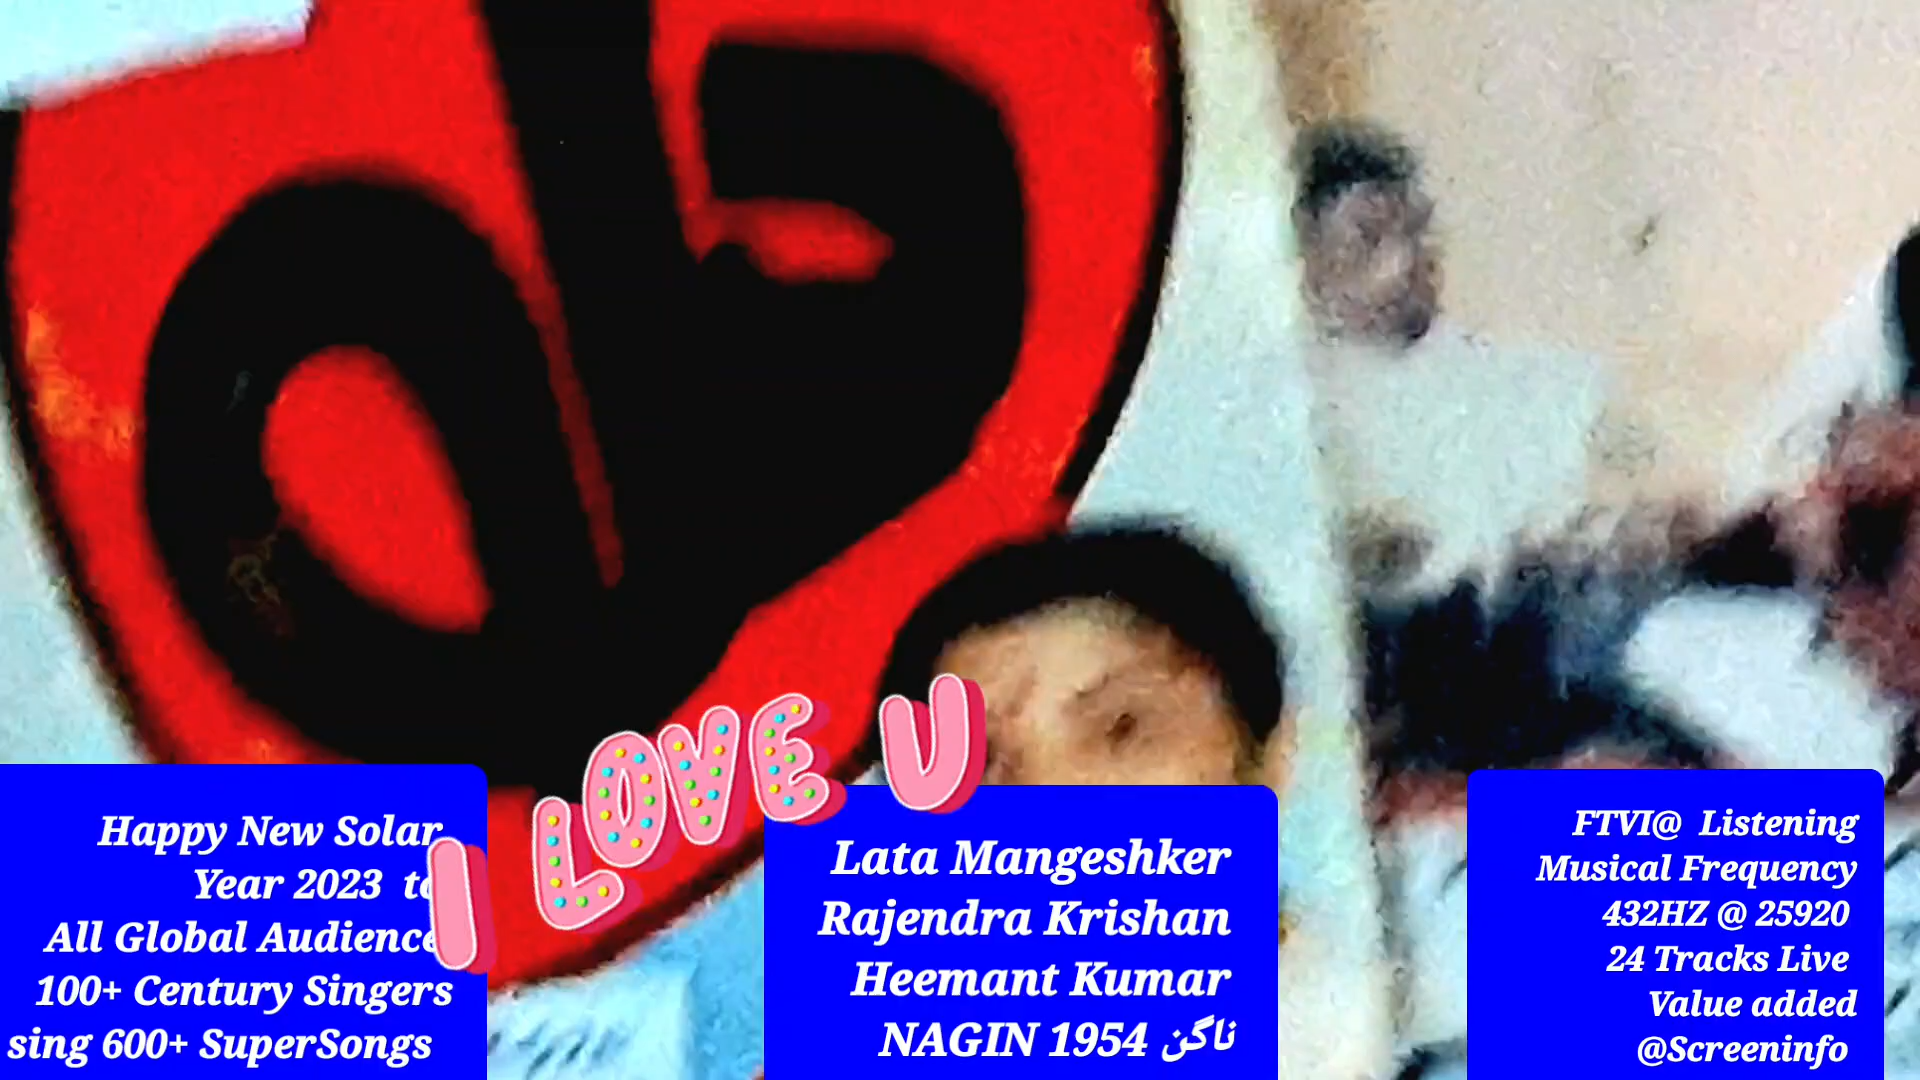 Happy New Solar
Year 2023 to
All Global Audience
100+ Century Singers
sing 600+ SuperSongs
I LOVE U
Lata Mangeshker
Rajendra Krishan
Heemant Kumar
NAGIN 1954 ناگن
FTVI@ Listening
Musical Frequency
432HZ @ 25920
24 Tracks Live
Value added
@Screeninfo